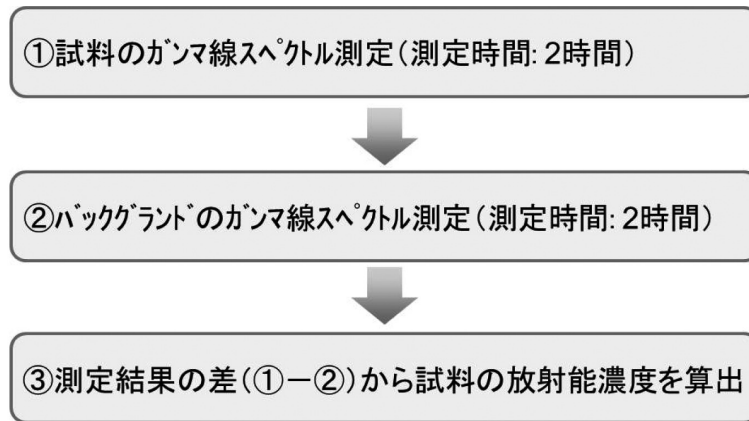 ①試料のガンマ線スペクトル測定(測定時間: 2時間)
②バックグランドのガンマ線スペクトル測定(測定時間: 2時間)
③測定結果の差(①－②)から試料の放射能濃度を算出